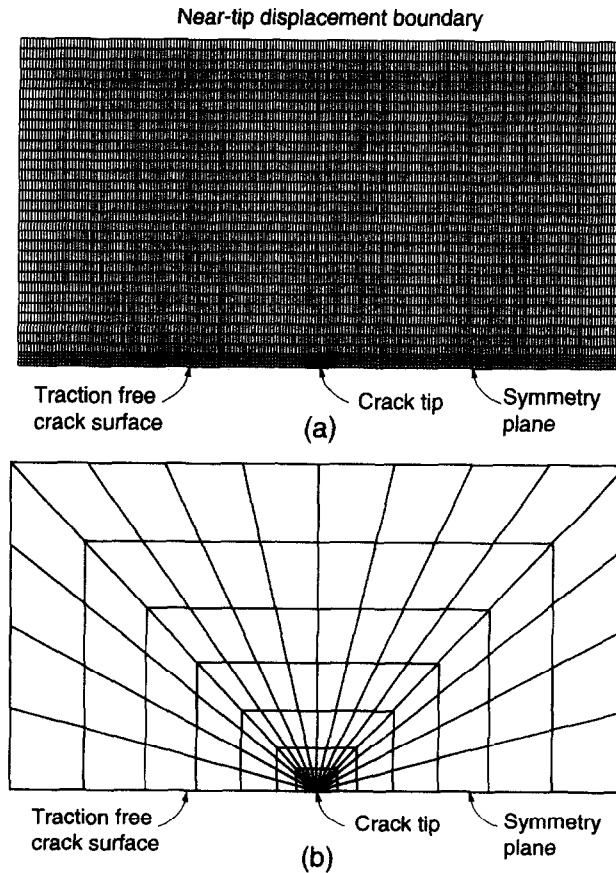 Near-tip displacement boundary
Traction free
crack surface
Crack tip
Symmetry
plane
(a)
Traction free
crack surface
Crack tip
Symmetry
plane
(b)